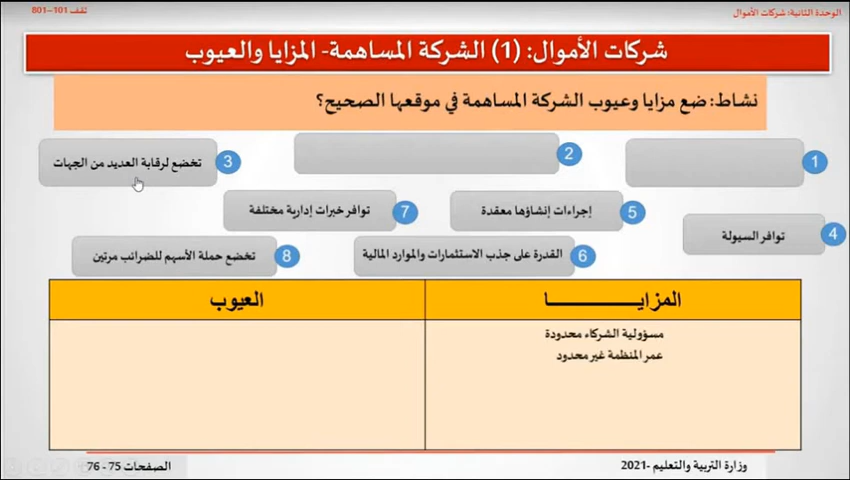 الوحدة الثانية: شركات الأموال
ثقف 101–801
شركات الأموال: (1) الشركة المساهمة- المزايا والعيوب
نشاط: ضع مزايا وعيوب الشركة المساهمة في موقعها الصحيح؟
1
2
3 تخضع لرقابة العديد من الجهات
4 توافر السيولة
5 إجراءات إنشاؤها معقدة
7 توافر خبرات إدارية مختلفة
6 القدرة على جذب الاستثمارات والموارد المالية
8 تخضع حملة الأسهم للضرائب مرتين
المزايـــــــــــا
العيوب
مسؤولية الشركاء محدودة
عمر المنظمة غير محدود
وزارة التربية والتعليم -2021
الصفحات 75 - 76